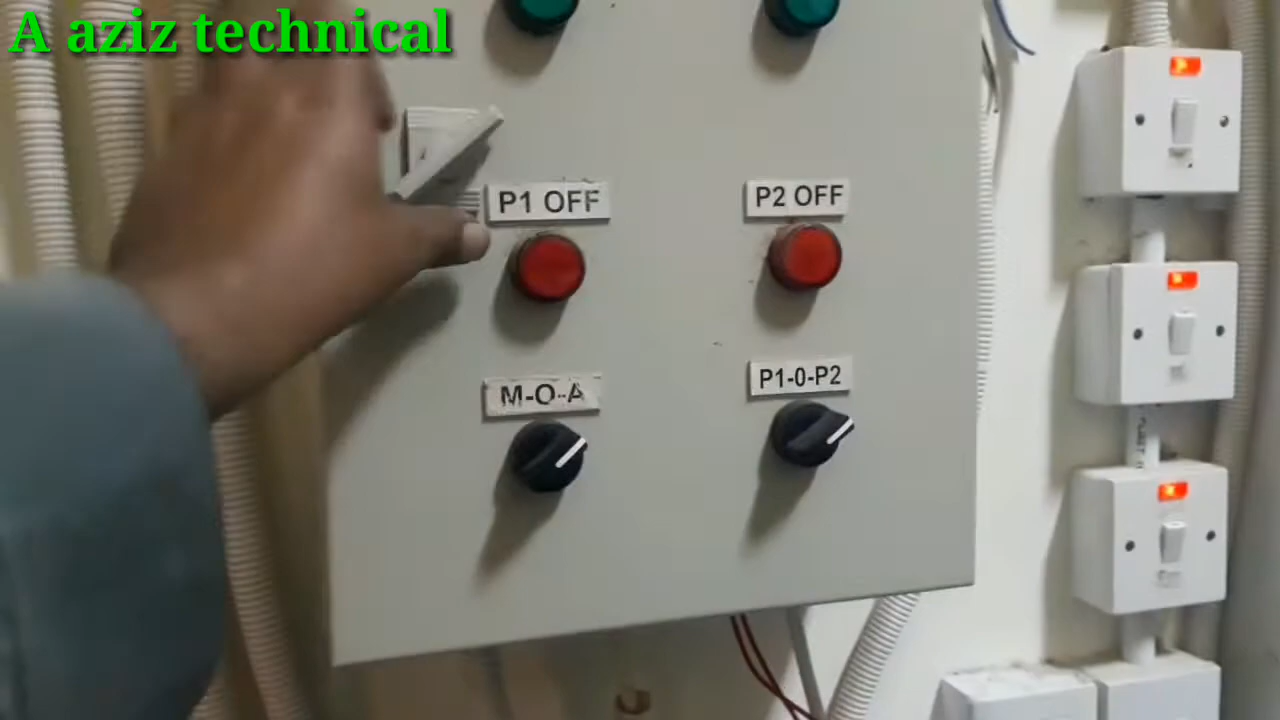 A aziz technical
P1 OFF
P2 OFF
M-O-A
P1-0-P2